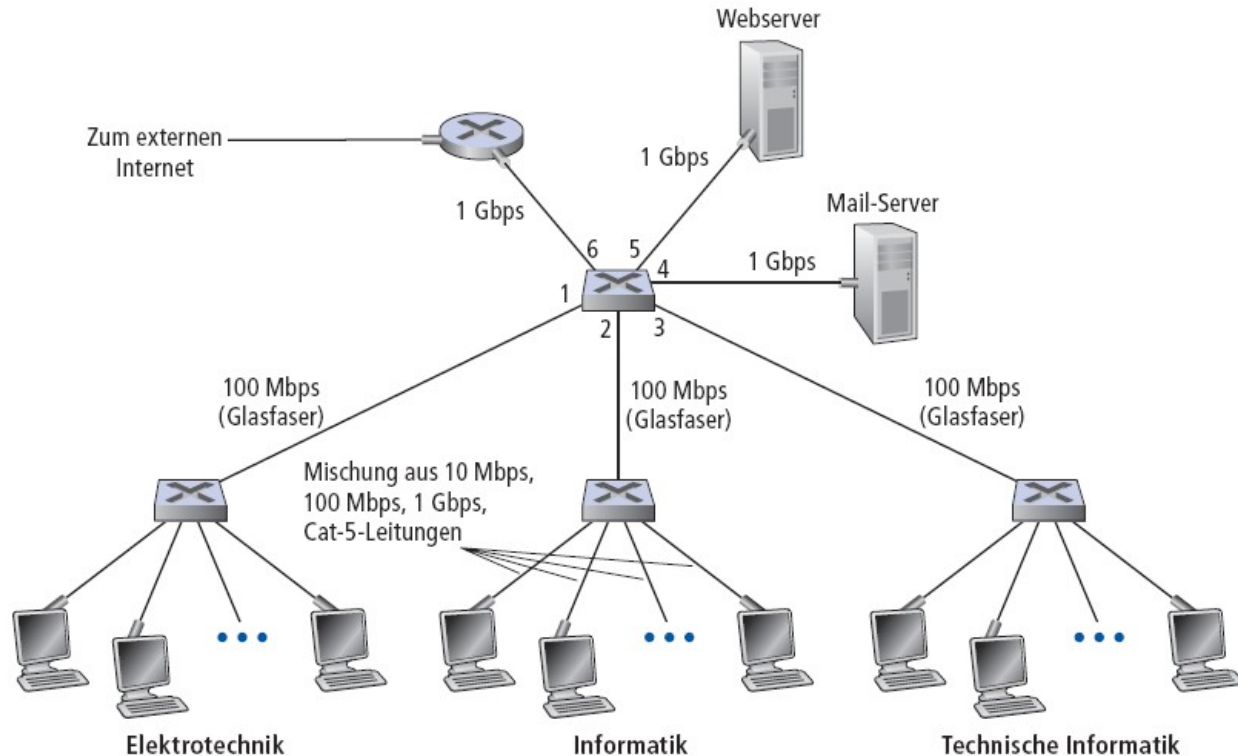 Webserver
Zum externen
Internet
1 Gbps
1 Gbps
Mail-Server
1 Gbps
6
5
4
1
2
3
100 Mbps
(Glasfaser)
100 Mbps
(Glasfaser)
100 Mbps
(Glasfaser)
Mischung aus 10 Mbps,
100 Mbps, 1 Gbps,
Cat-5-Leitungen
Elektrotechnik
Informatik
Technische Informatik